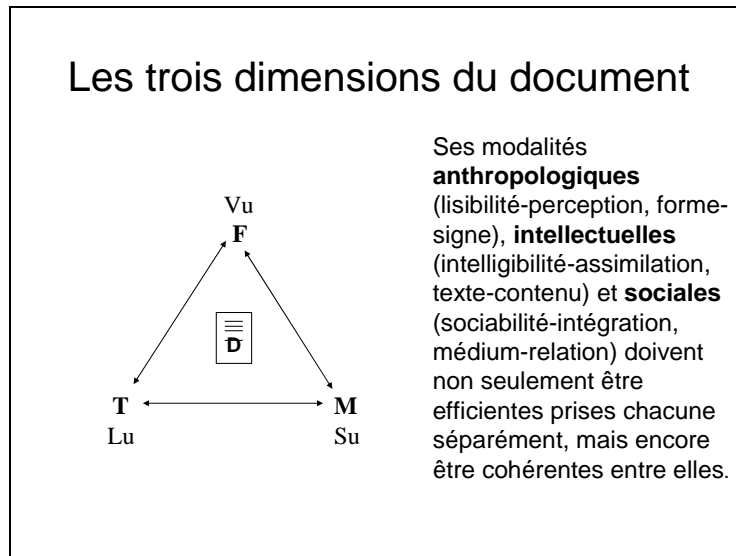 Les trois dimensions du document
Vu
F
D
T
M
Lu
Su
Ses modalités
anthropologiques
(lisibilité-perception, forme-
signe), intellectuelles
(intelligibilité-assimilation,
texte-contenu) et sociales
(sociabilité-intégration,
médium-relation) doivent
non seulement être
efficientes prises chacune
séparément, mais encore
être cohérentes entre elles.